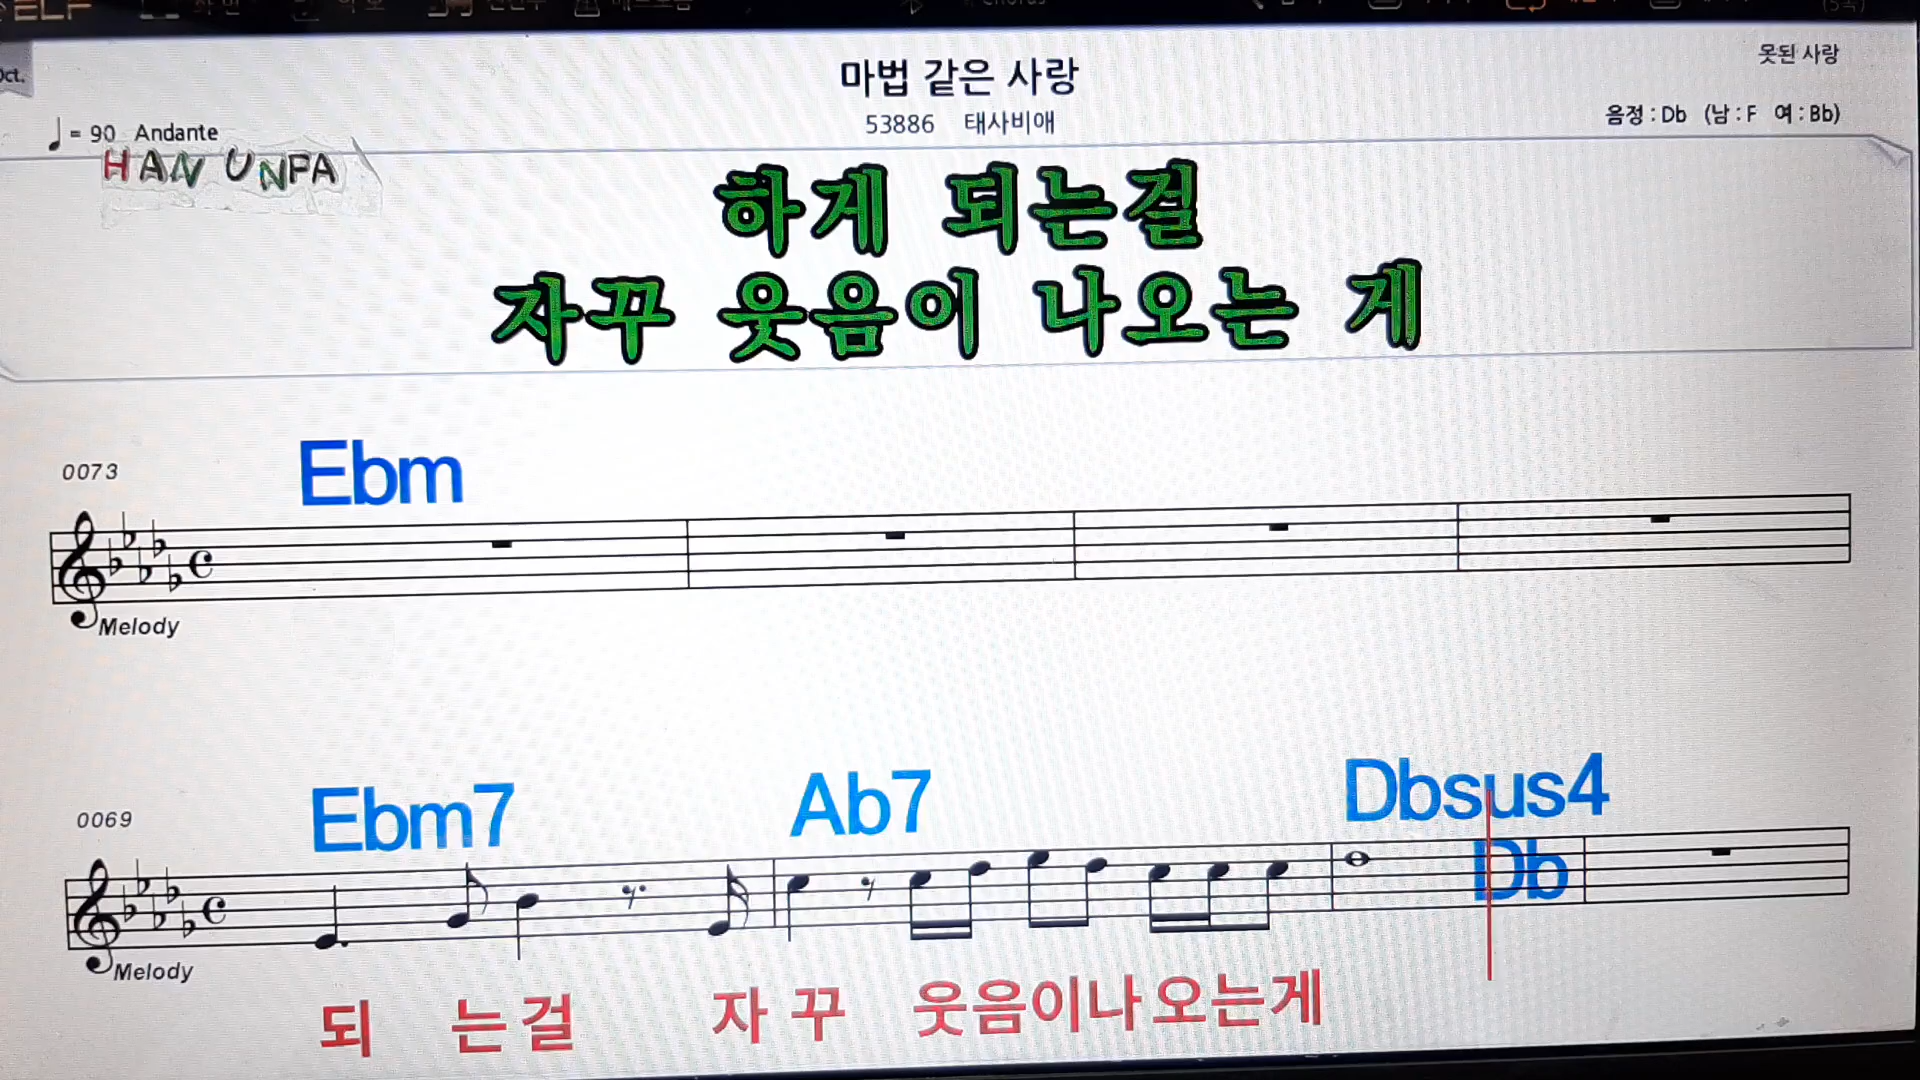 ELF
Chorus
Oct.
마법 같은 사랑
못된 사랑
53886 태사비애
음정 : Db (남 : F 여 : Bb)
= 90 Andante
HAN UNPA
하게 되는걸
자꾸 웃음이 나오는 게
0073
Ebm
Melody
0069
Ebm7 Ab7 Dbsus4
Db
Melody
되 는걸 자 꾸 웃음이나오는게